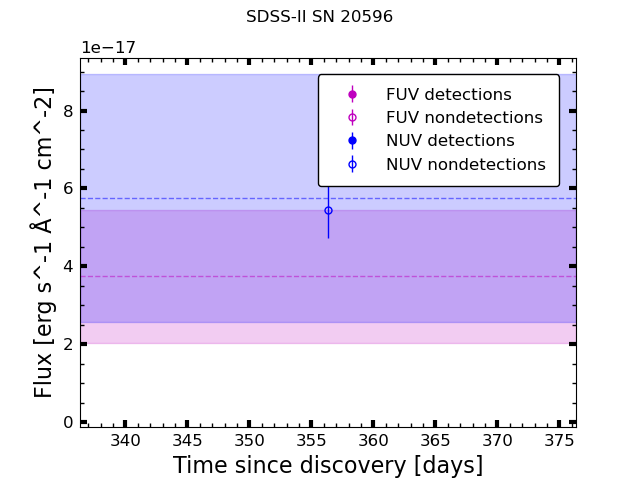 SDSS-II SN 20596
1e−17
FUV detections
FUV nondetections
NUV detections
NUV nondetections
8
6
4
2
0
Flux [erg s^-1 Å^-1 cm^-2]
340 345 350 355 360 365 370 375
Time since discovery [days]